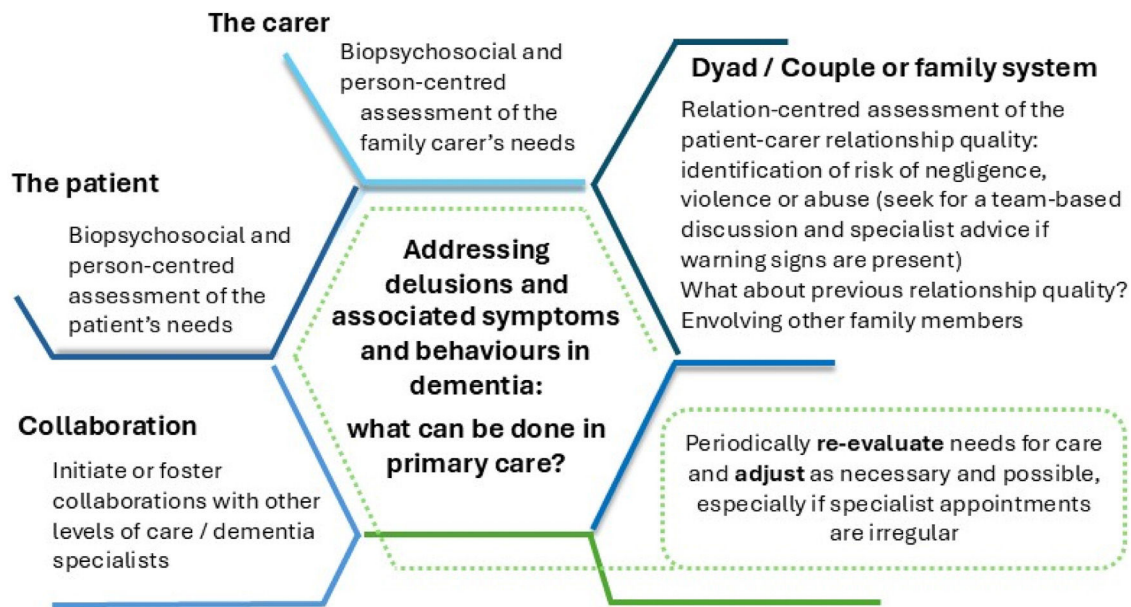 The carer
Biopsychosocial and
person-centred
assessment of the
family carer's needs
Dyad / Couple or family system
Relation-centred assessment of the
patient-carer relationship quality:
identification of risk of negligence,
violence or abuse (seek for a team-based
discussion and specialist advice if
warning signs are present)
What about previous relationship quality?
Envolving other family members
The patient
Biopsychosocial and
person-centred
assessment of the
patient's needs
Addressing
delusions and
associated symptoms
and behaviours in
dementia:
what can be done in
primary care?
Collaboration
Initiate or foster
collaborations with other
levels of care / dementia
specialists
Periodically re-evaluate needs for care
and adjust as necessary and possible,
especially if specialist appointments
are irregular